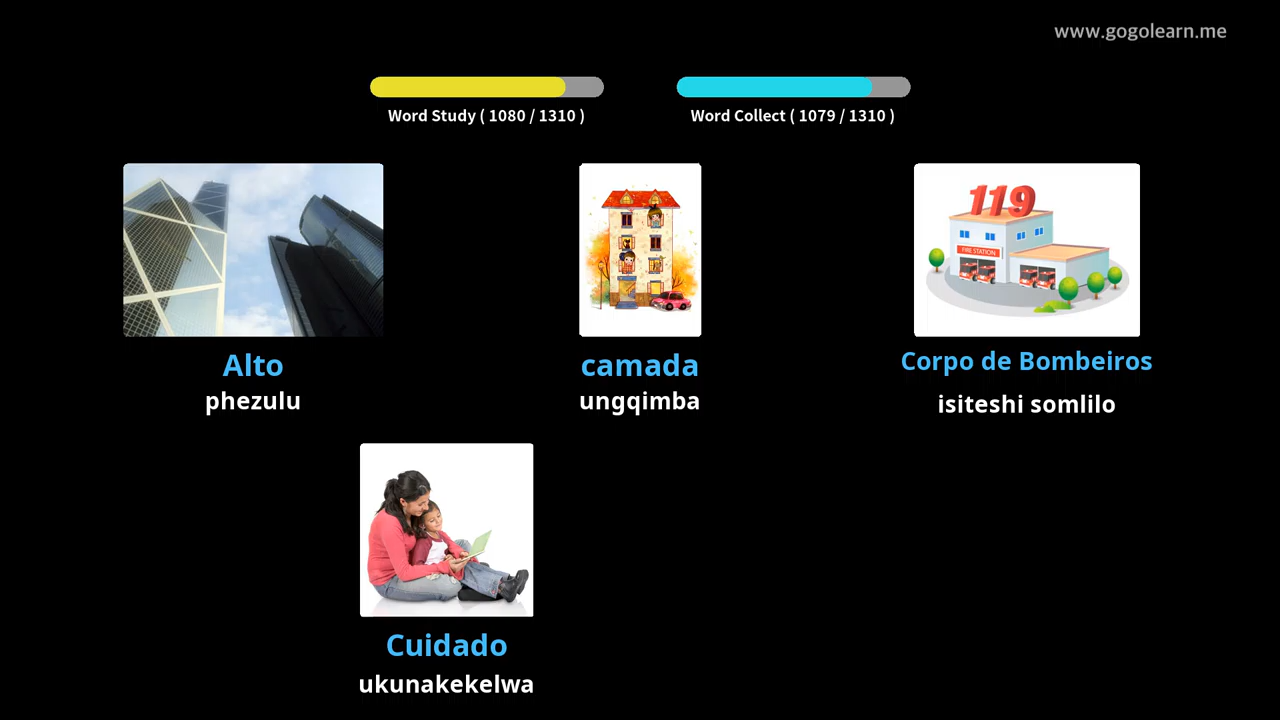 www.gogolearn.me
Word Study ( 1080 / 1310 )
Word Collect ( 1079 / 1310 )
119
FIRE STATION
Alto
camada
Corpo de Bombeiros
phezulu
ungqimba
isiteshi somlilo
Cuidado
ukunakekelwa